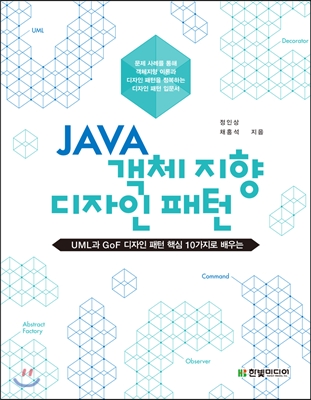 UML
Decorator
문제 사례를 통해
객체지향 이론과
디자인 패턴을 정복하는
디자인 패턴 입문서
정인상
채흥석 지음
JAVA
객체 지향
디자인 패턴
UML과 GoF 디자인 패턴 핵심 10가지로 배우는
Command
Abstract
Factory
Observer
HB 한빛미디어